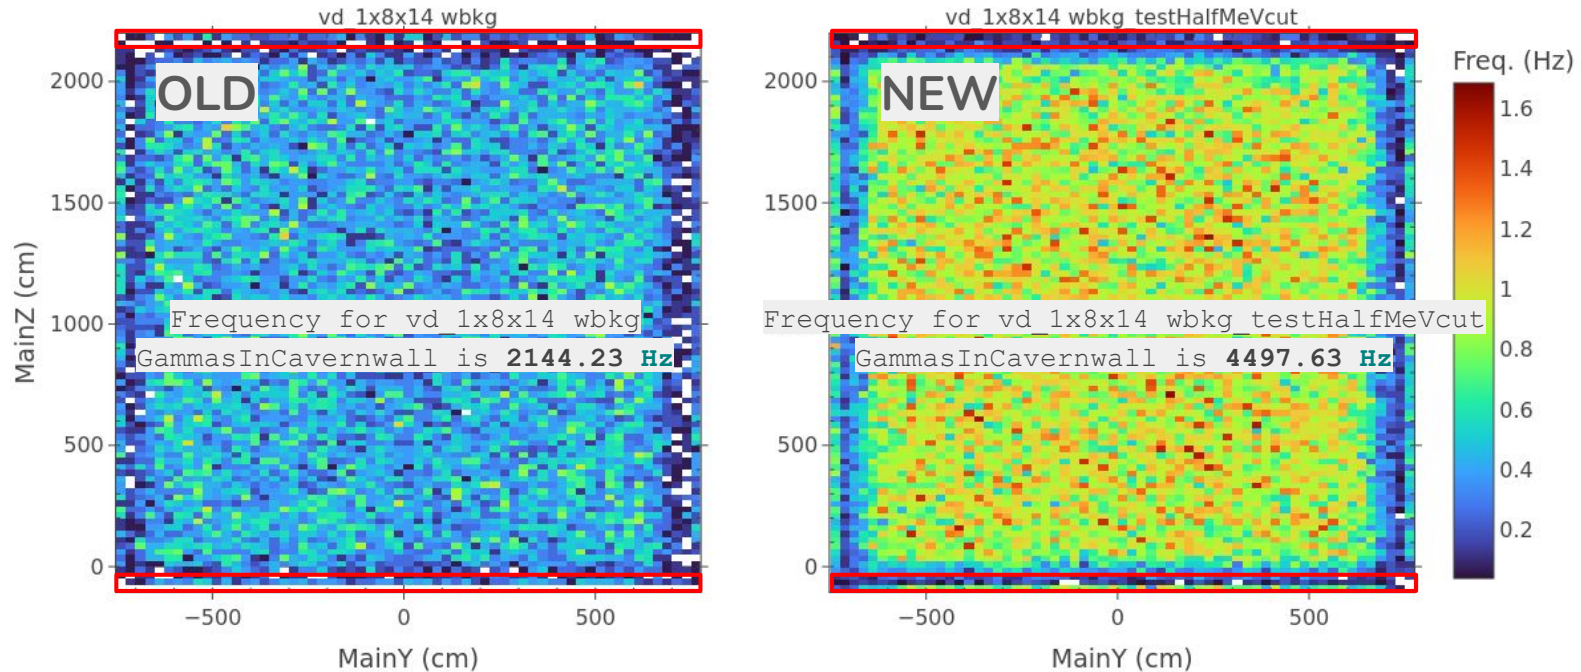 vd_1x8x14 wbkg
vd_1x8x14 wbkg_testHalfMeVcut
Freq. (Hz)
OLD
NEW
MainZ (cm)
2000
1500
1000
500
0
2000
1500
1000
500
0
Frequency for vd_1x8x14 wbkg
GammasInCavernwall is 2144.23 Hz
Frequency for vd_1x8x14 wbkg_testHalfMeVcut
GammasInCavernwall is 4497.63 Hz
1.6
1.4
1.2
1
0.8
0.6
0.4
0.2
−500 0 500
−500 0 500
MainY (cm)
MainY (cm)